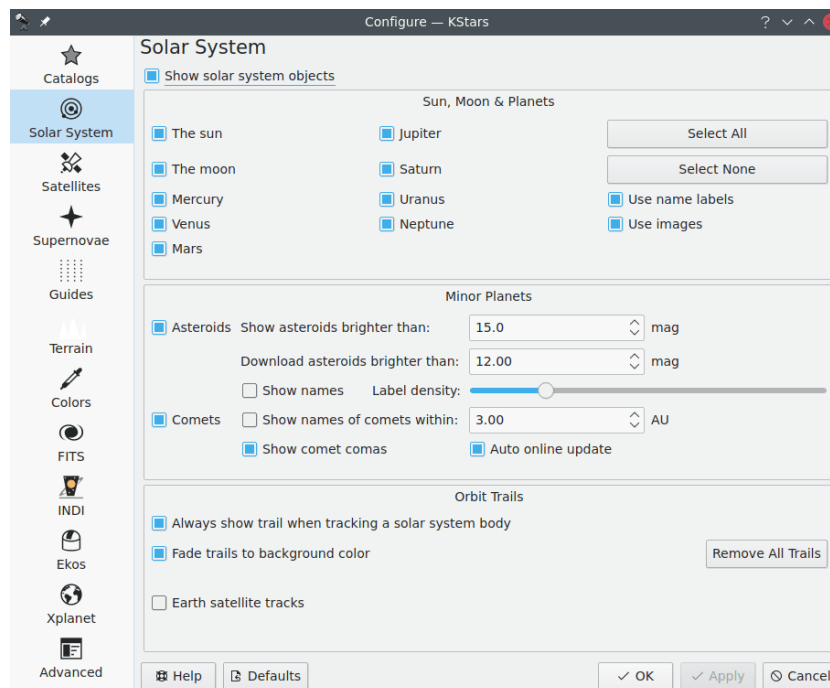 Configure — KStars
Catalogs
Solar System
Satellites
Supernovae
Guides
Terrain
Colors
FITS
INDI
Ekos
Xplanet
Advanced
Solar System
Show solar system objects
Sun, Moon & Planets
The sun
Jupiter
Select All
The moon
Saturn
Select None
Mercury
Uranus
Use name labels
Venus
Neptune
Use images
Mars
Minor Planets
Asteroids Show asteroids brighter than: 15.0 mag
Download asteroids brighter than: 12.00 mag
Show names Label density:
Comets Show names of comets within: 3.00 AU
Show comet comas Auto online update
Orbit Trails
Always show trail when tracking a solar system body
Fade trails to background color Remove All Trails
Earth satellite tracks
Help Defaults OK Apply Cancel